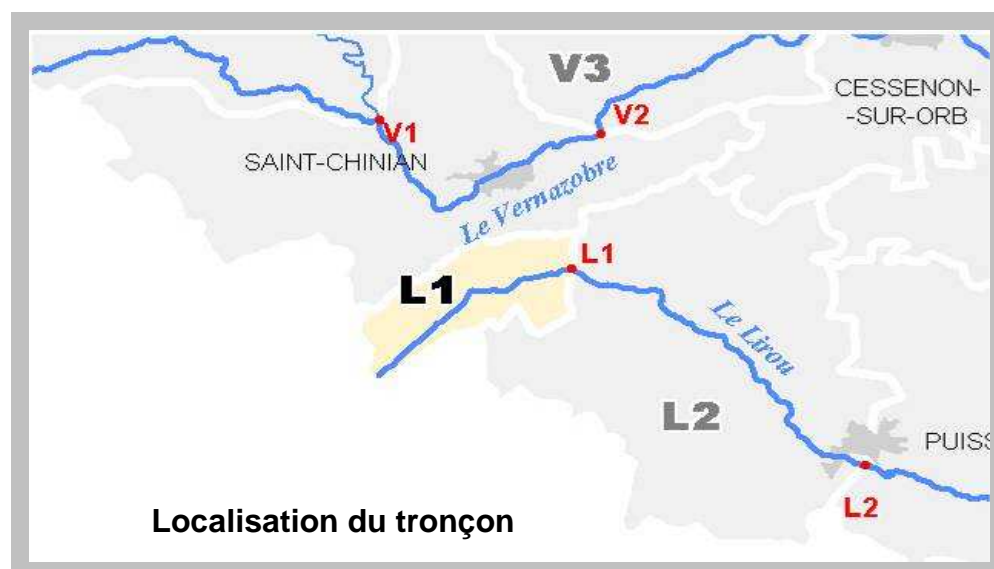 V3
CESSENON-
-SUR-ORB
V2
V1
SAINT-CHINIAN
Le Vernazobre
L1
L1
Le Lirou
L2
PUISS
L2
Localisation du tronçon